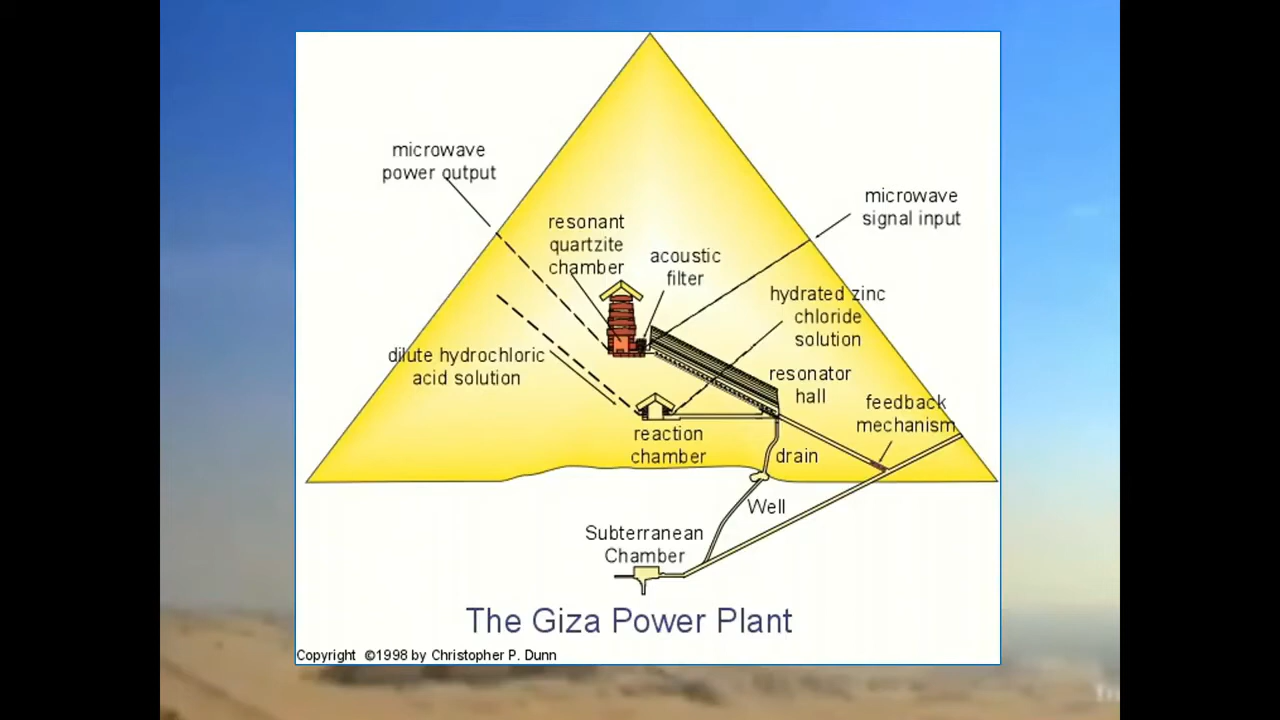 microwave
power output
microwave
signal input
resonant
quartzite
chamber
acoustic
filter
hydrated zinc
chloride
solution
dilute hydrochloric
acid solution
resonator
hall
feedback
mechanism
reaction
chamber
drain
Well
Subterranean
Chamber
The Giza Power Plant
Copyright ©1998 by Christopher P. Dunn